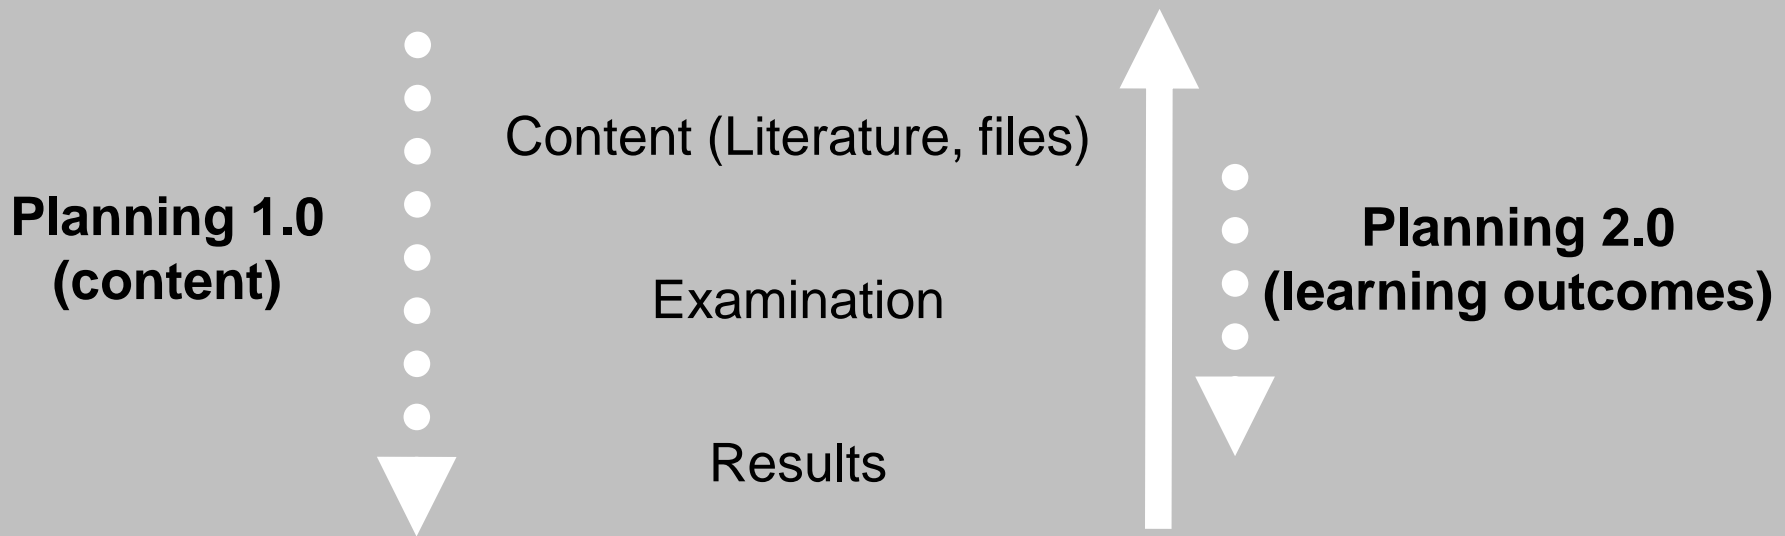 Planning 1.0
(content)
Content (Literature, files)
Examination
Results
Planning 2.0
(learning outcomes)